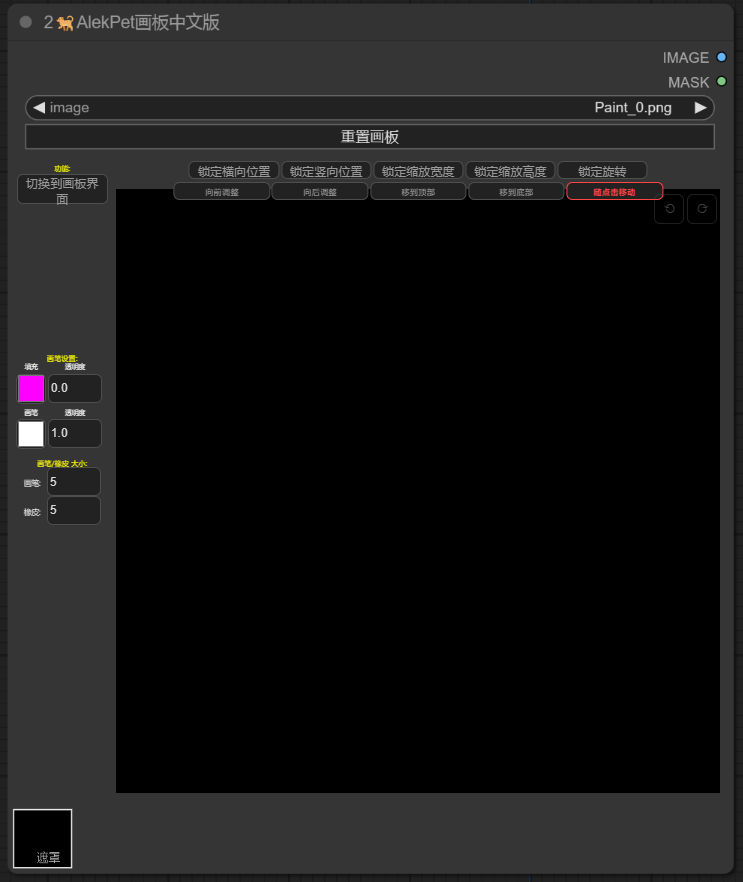 2🐕AlekPet画板中文版
IMAGE
MASK
image Paint_0.png
重置画板
功能:
切换到画板界
面
锁定横向位置 锁定竖向位置 锁定缩放宽度 锁定缩放高度 锁定旋转
向前调整 向后调整 移到顶部 移到底部 随点击移动
画笔设置:
填充 透明度
0.0
画笔 透明度
1.0
画笔/橡皮 大小:
画笔: 5
橡皮: 5
遮罩